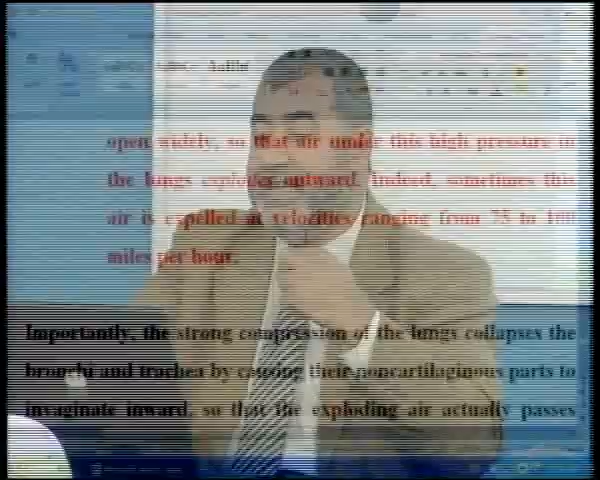 open widely, so that air under this high pressure in
the lungs explodes outward. Indeed, sometimes this
air is expelled at velocities ranging from 75 to 100
miles per hour.
Importantly, the strong compression of the lungs collapses the
bronchi and trachea by causing their noncartilaginous parts to
invaginate inward, so that the exploding air actually passes